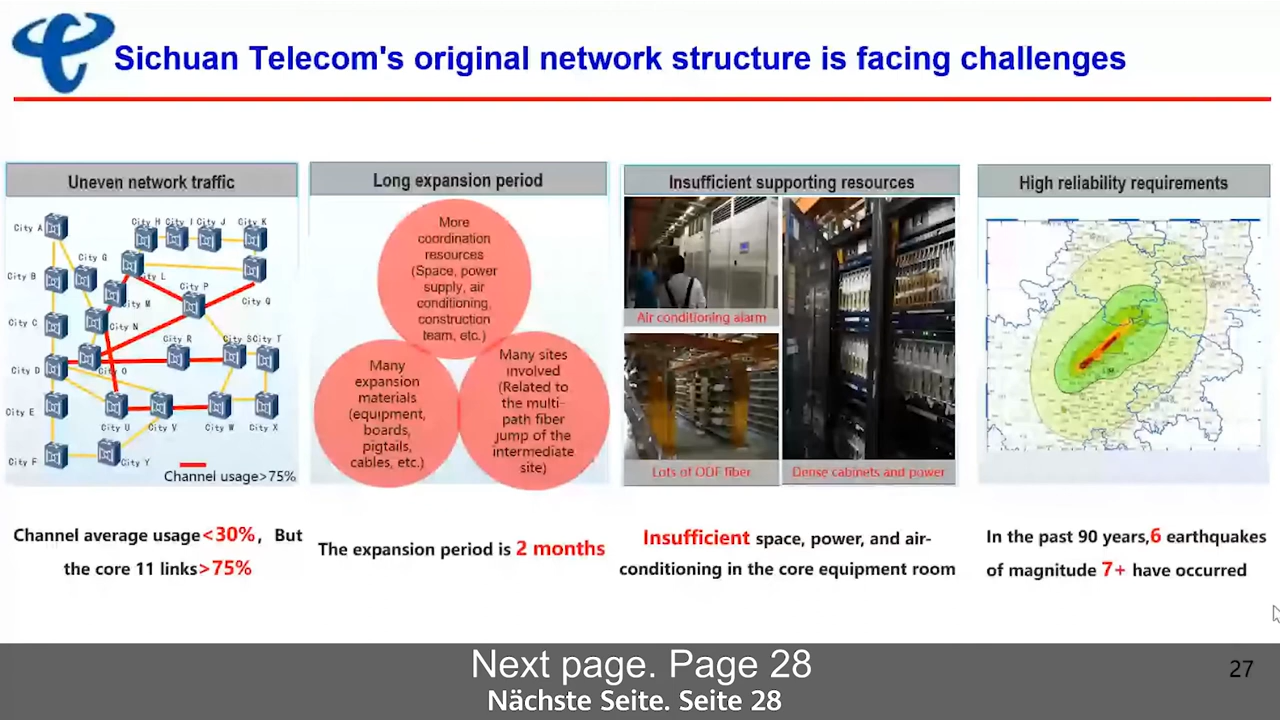 Sichuan Telecom's original network structure is facing challenges
Uneven network traffic
City A
City B
City C
City D
City E
City F
City G
City H
City I
City J
City K
City L
City M
City N
City O
City P
City Q
City R
City S
City T
City U
City V
City W
City X
City Y
Channel usage>75%
Channel average usage<30%, But
the core 11 links>75%
Long expansion period
More
coordination
resources
(Space, power
supply, air
conditioning,
construction
team, etc.)
Many
expansion
materials
(equipment,
boards,
pigtails,
cables, etc.)
Many sites
involved
(Related to
the multi-
path fiber
jump of the
intermediate
site)
The expansion period is 2 months
Insufficient supporting resources
Air conditioning alarm
Lots of ODF fiber
Dense cabinets and power
Insufficient space, power, and air-
conditioning in the core equipment room
High reliability requirements
In the past 90 years,6 earthquakes
of magnitude 7+ have occurred
Next page. Page 28
Nächste Seite. Seite 28
27